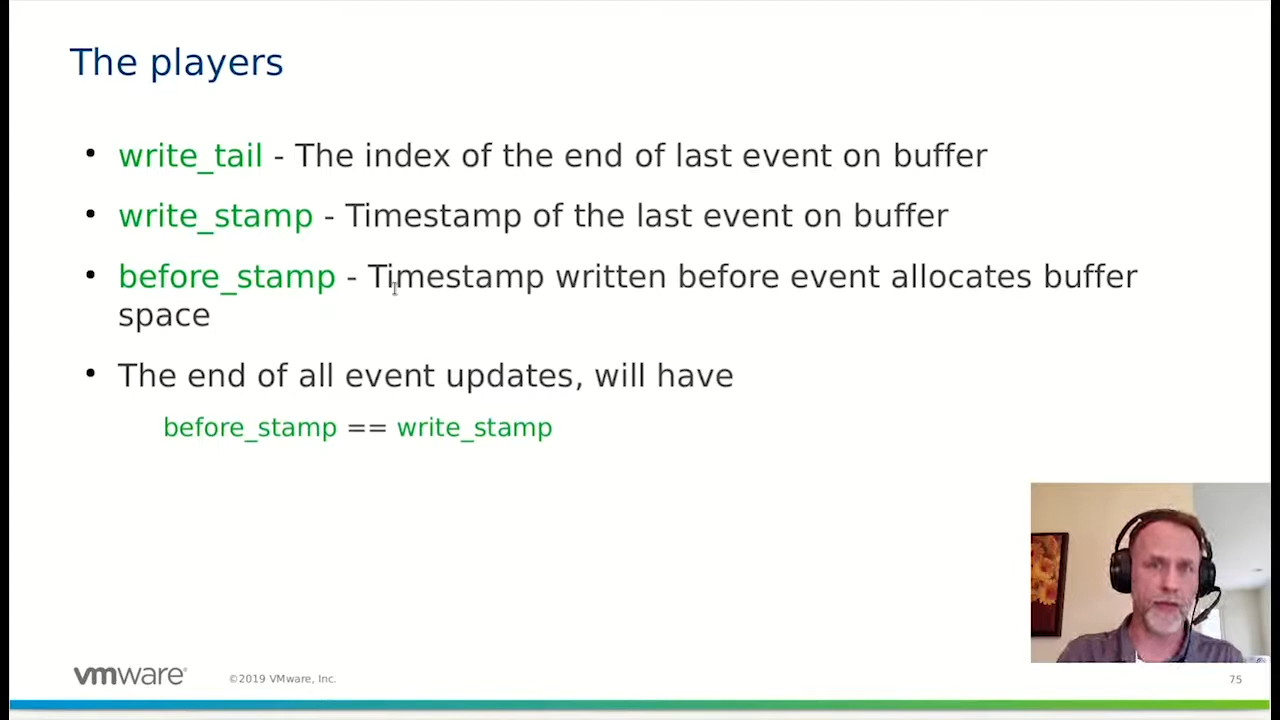 The players
• write_tail - The index of the end of last event on buffer
• write_stamp - Timestamp of the last event on buffer
• before_stamp - Timestamp written before event allocates buffer
space
• The end of all event updates, will have
before_stamp == write_stamp
vmware®
©2019 VMware, Inc.
75